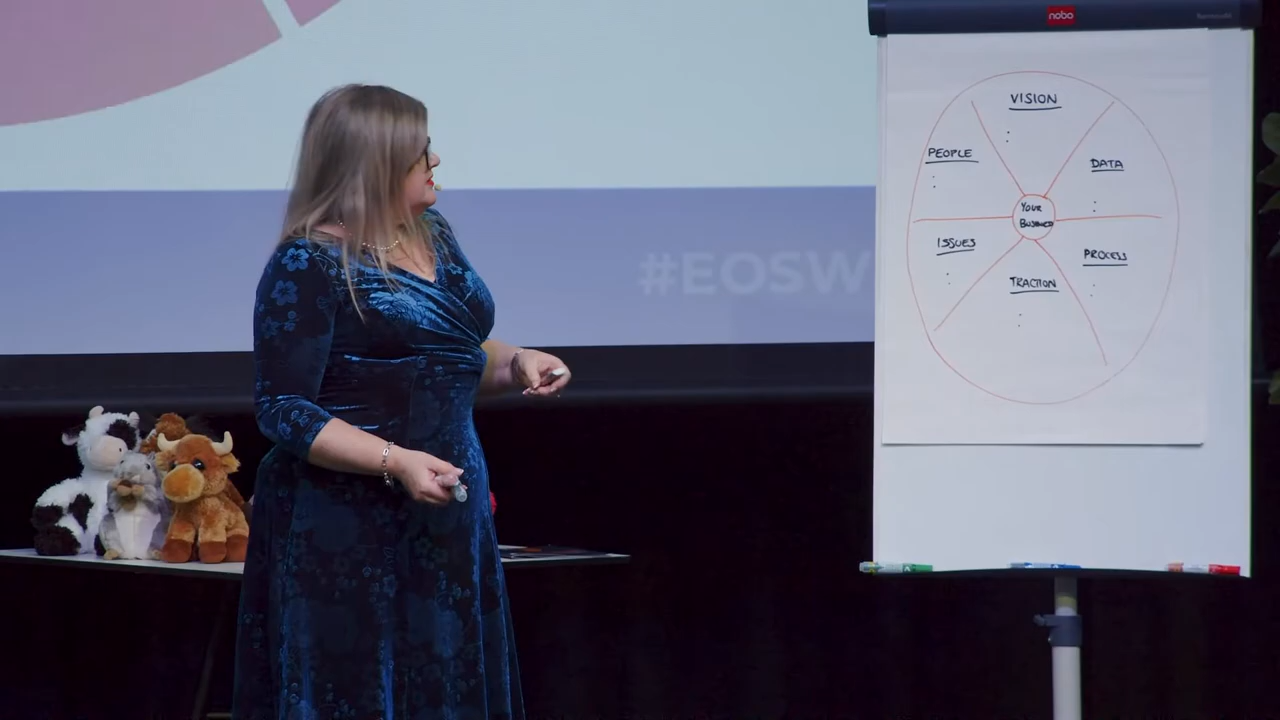 nobo
VISION
PEOPLE
DATA
YOUR
BUSINESS
ISSUES
PROCESS
TRACTION
#EOSW